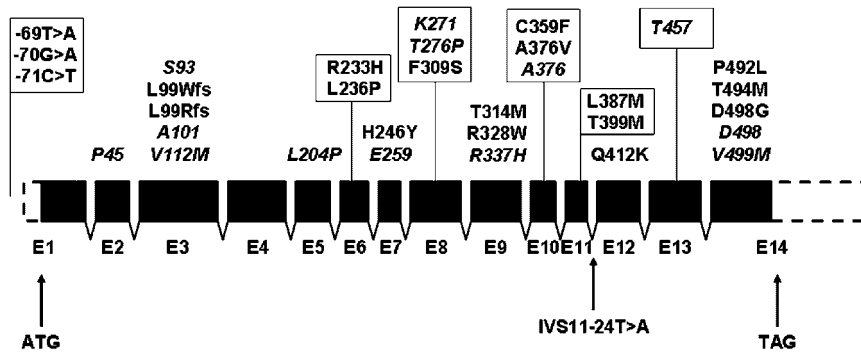 -69T>A
-70G>A
-71C>T
P45
S93
L99Wfs
L99Rfs
A101
V112M
L204P
R233H
L236P
H246Y
E259
K271
T276P
F309S
T314M
R328W
R337H
C359F
A376V
A376
L387M
T399M
Q412K
T457
P492L
T494M
D498G
D498
V499M
E1 E2 E3 E4 E5 E6 E7 E8 E9 E10 E11 E12 E13 E14
ATG
IVS11-24T>A
TAG